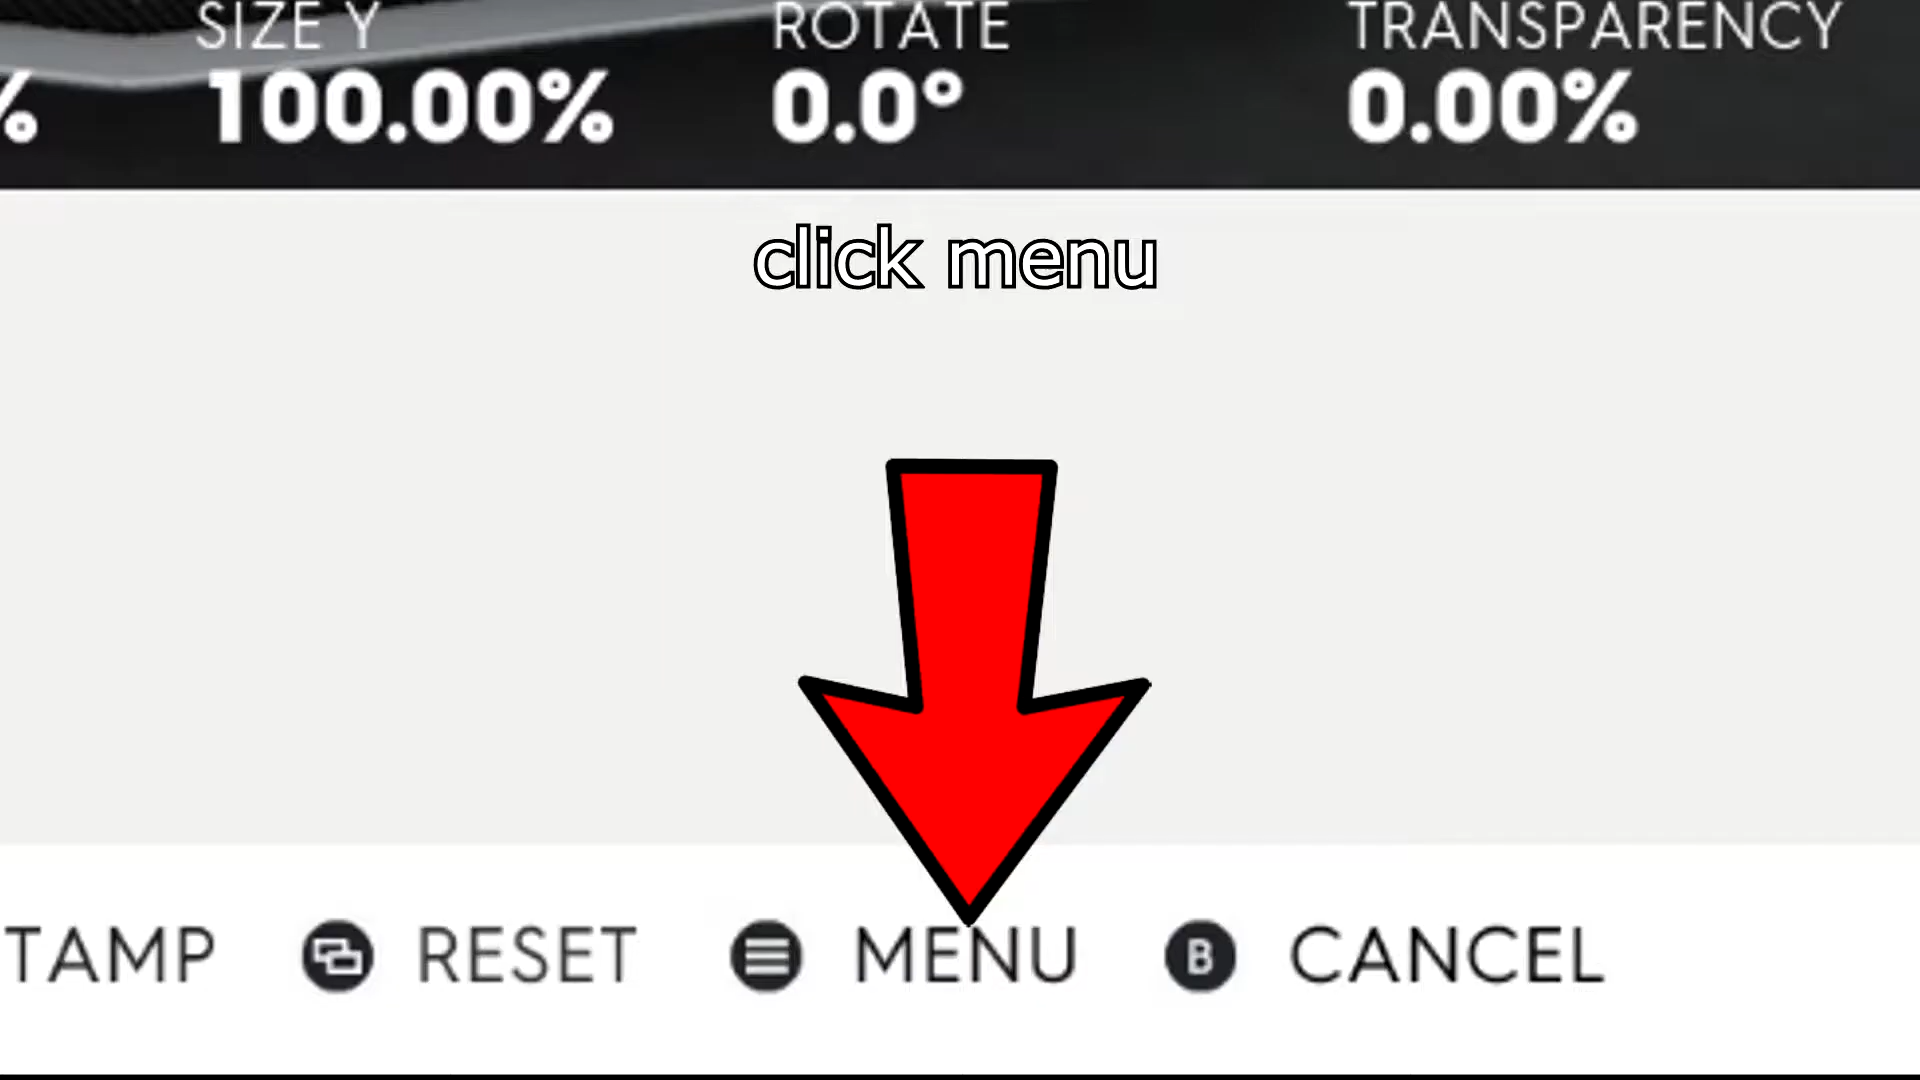 SIZE Y ROTATE TRANSPARENCY
% 100.00% 0.0° 0.00%
click menu
TAMP RESET MENU B CANCEL